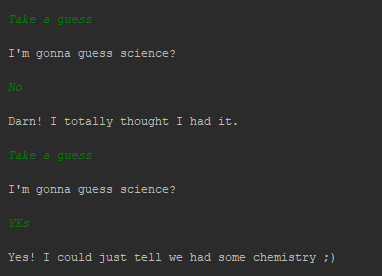 Take a guess
I'm gonna guess science?
No
Darn! I totally thought I had it.
Take a guess
I'm gonna guess science?
YEs
Yes! I could just tell we had some chemistry ;)